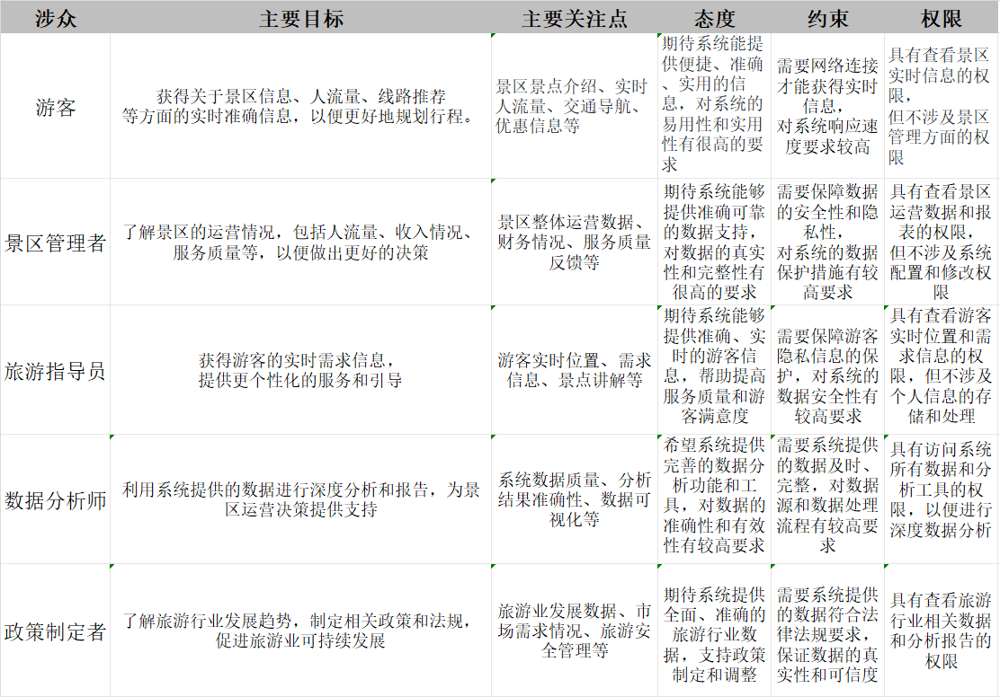 涉众
主要目标
主要关注点
态度
约束
权限
游客
获得关于景区信息、人流量、线路推荐
等方面的实时准确信息，以便更好地规划行程。
景区景点介绍、实时
人流量、交通导航、
优惠信息等
期待系统能提
供便捷、准确
、实用的信
息，对系统的
易用性和实用
性有很高的要
求
需要网络连接
才能获得实时
信息，
对系统响应速
度要求较高
具有查看景区
实时信息的权
限，
但不涉及景区
管理方面的权
限
景区管理者
了解景区的运营情况，包括人流量、收入情况、
服务质量等，以便做出更好的决策
景区整体运营数据、
财务情况、服务质量
反馈等
期待系统能够
提供准确可靠
的数据支持，
对数据的真实
性和完整性有
很高的要求
需要保障数据
的安全性和隐
私性，
对系统的数据
保护措施有较
高要求
具有查看景区
运营数据和报
表的权限，
但不涉及系统
配置和修改权
限
旅游指导员
获得游客的实时需求信息，
提供更个性化的服务和引导
游客实时位置、需求
信息、景点讲解等
期待系统能够
提供准确、实
时的游客信
息，帮助提高
服务质量和游
客满意度
需要保障游客
隐私信息的保
护，对系统的
数据安全性有
较高要求
具有查看游客
实时位置和需
求信息的权
限，但不涉及
个人信息的存
储和处理
数据分析师
利用系统提供的数据进行深度分析和报告，为景
区运营决策提供支持
系统数据质量、分析
结果准确性、数据可
视化等
希望系统提供
完善的数据分
析功能和工
具，对数据的
准确性和有效
性有较高要求
需要系统提供
的数据及时、
完整，对数据
源和数据处理
流程有较高要
求
具有访问系统
所有数据和分
析工具的权
限，以便进行
深度数据分析
政策制定者
了解旅游行业发展趋势，制定相关政策和法规，
促进旅游业可持续发展
旅游业发展数据、市
场需求情况、旅游安
全管理等
期待系统提供
全面、准确的
旅游行业数
据，支持政策
制定和调整
需要系统提供
的数据符合法
律法规要求，
保证数据的真
实性和可信度
具有查看旅游
行业相关数据
和分析报告的
权限